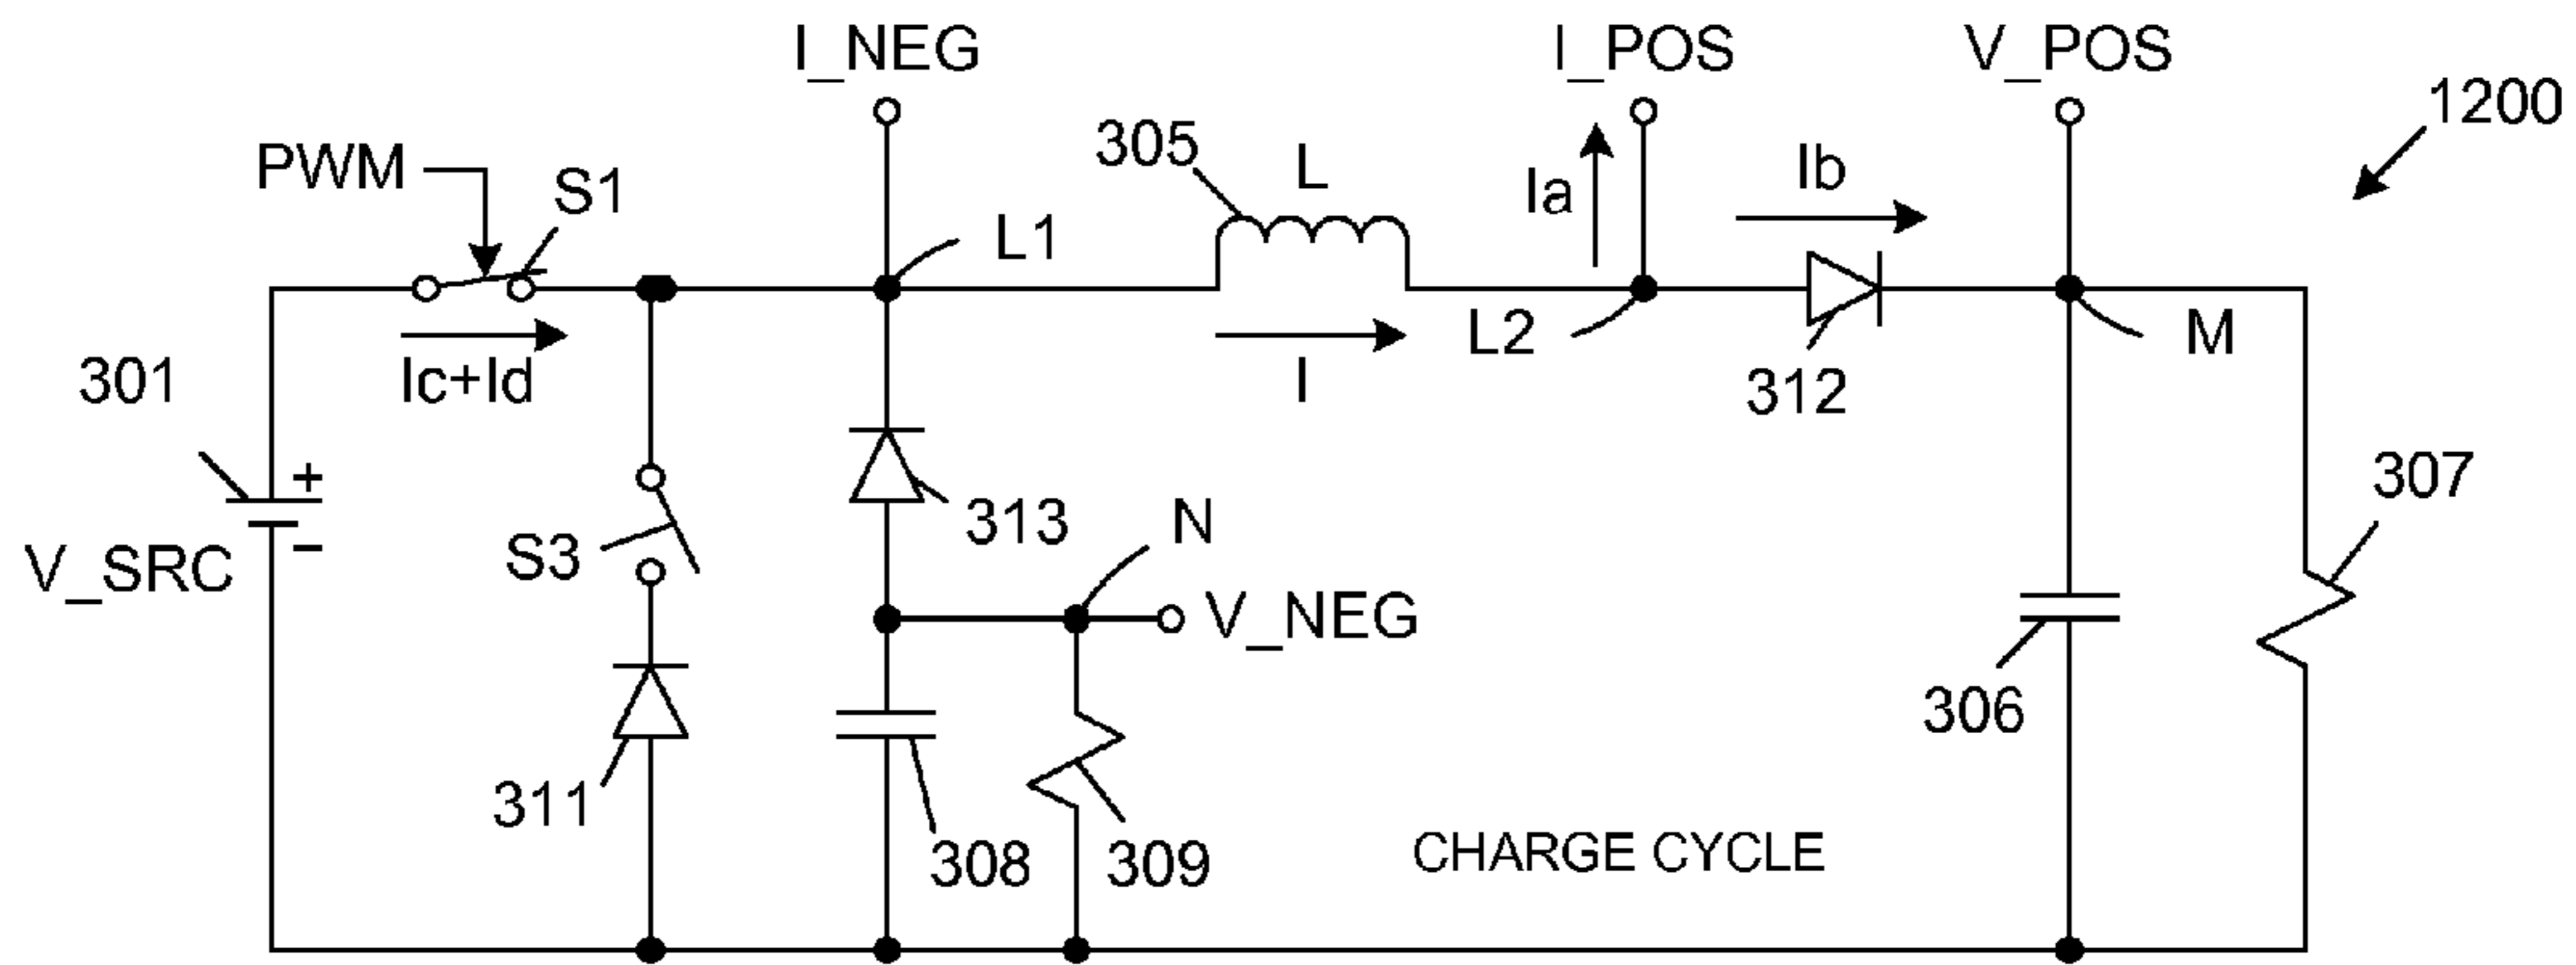 I_NEG
I_POS
V_POS
1200
305
L
PWM
S1
Ia
Ib
L1
301
Ic+Id
I
L2
312
M
+
307
313
N
S3
V_SRC
−
V_NEG
306
311
308
309
CHARGE CYCLE